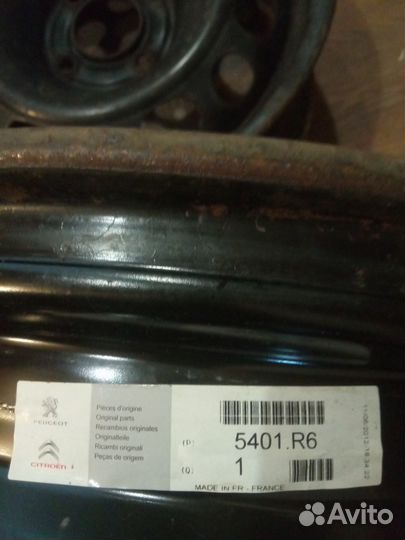 PEUGEOT
CITROËN
Pièces d'origine
Original parts
Recambios originales
Originalteile
Ricambi originali
Peças de origem
(P) 5401.R6
(Q) 1
MADE IN FR - FRANCE
Avito